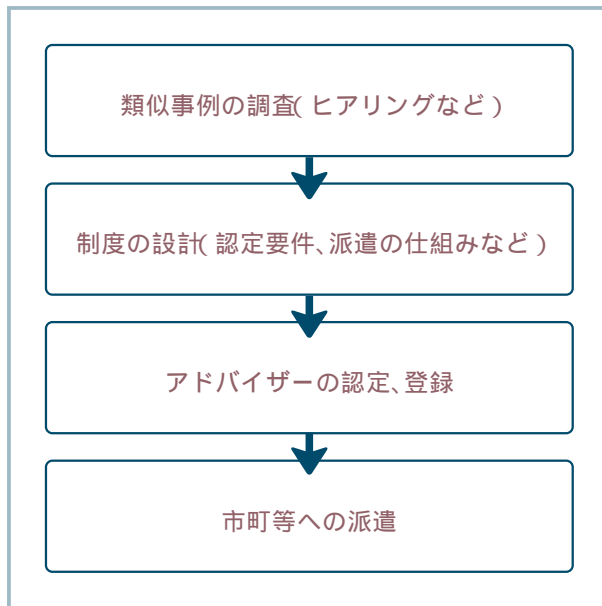 類似事例の調査(ヒアリングなど)
制度の設計(認定要件、派遣の仕組みなど)
アドバイザーの認定、登録
市町等への派遣